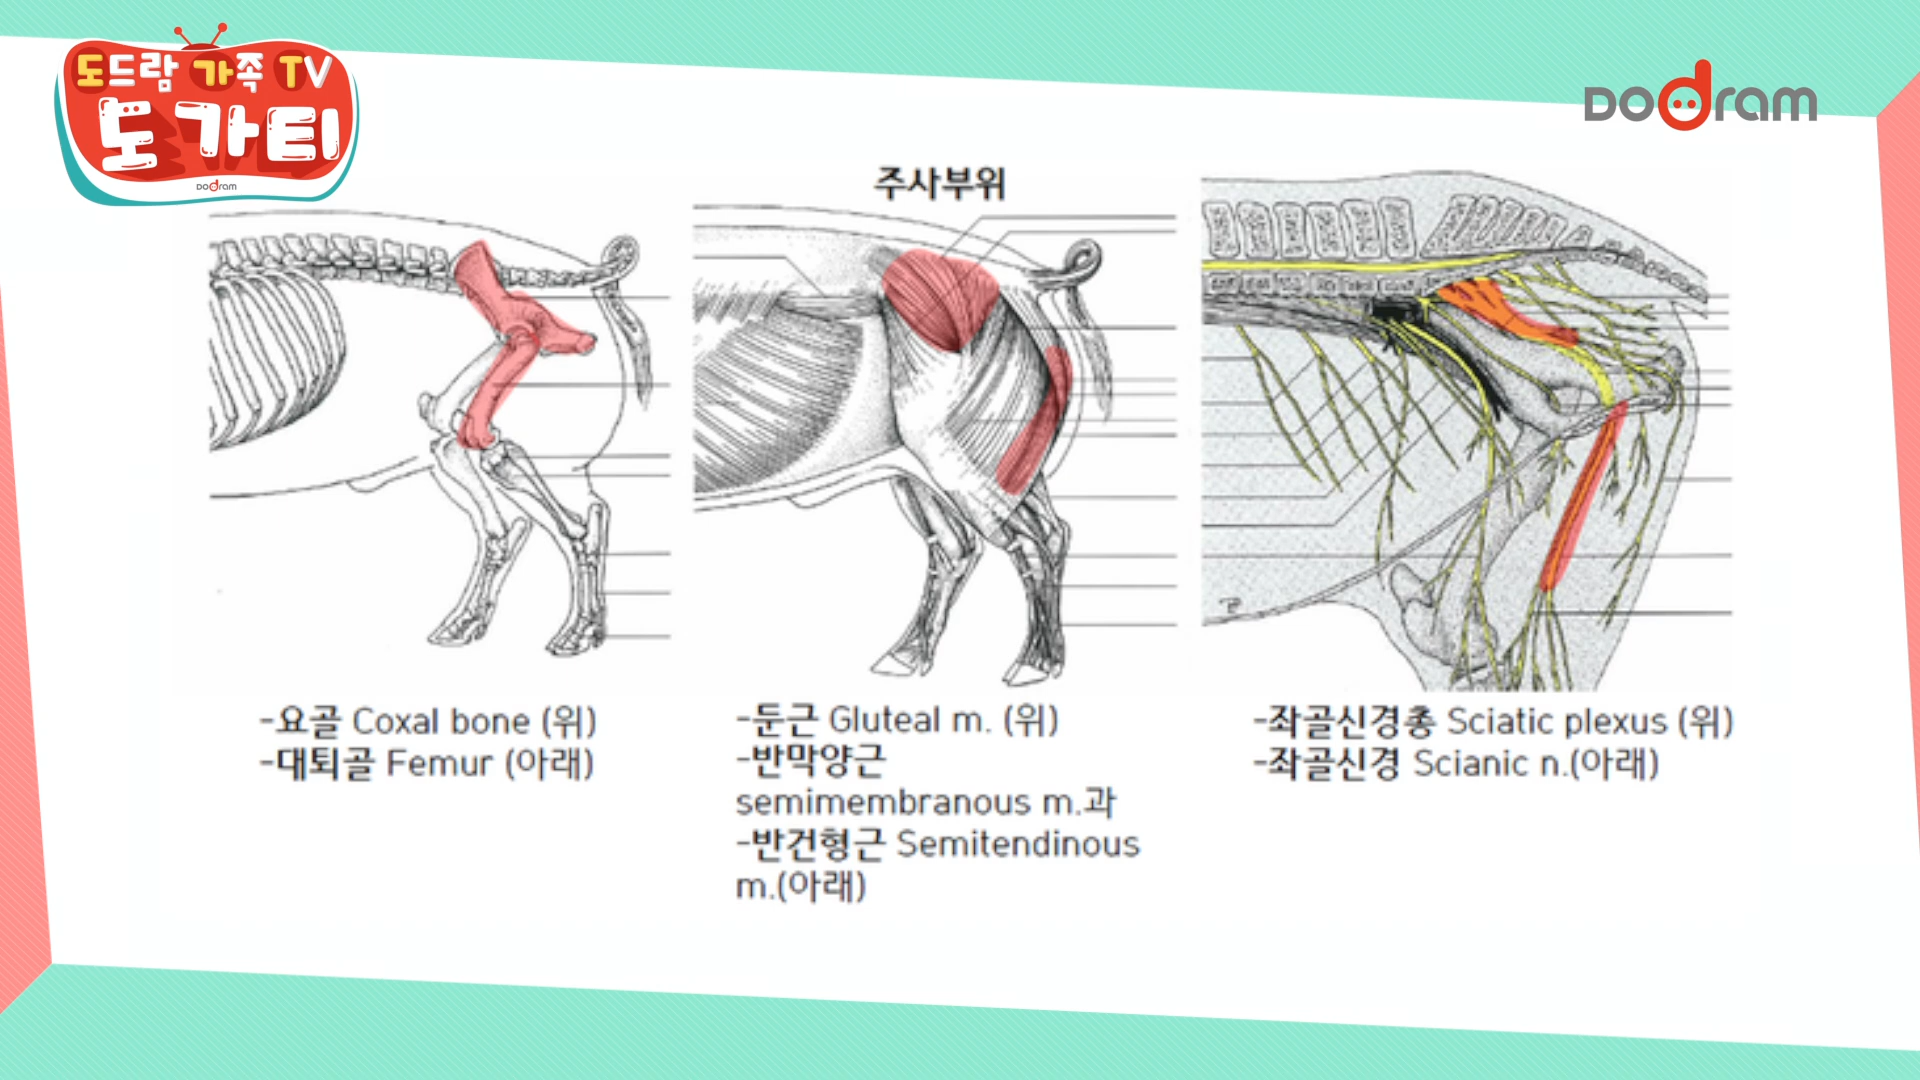 도드람 가족 TV
도가티
DoDram
Dodram
주사부위
-요골 Coxal bone (위)
-대퇴골 Femur (아래)
-둔근 Gluteal m. (위)
-반막양근
semimembranous m.과
-반건형근 Semitendinous
m.(아래)
-좌골신경총 Sciatic plexus (위)
-좌골신경 Scianic n.(아래)